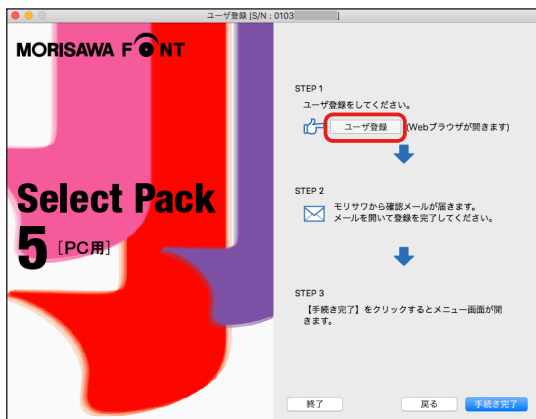 ユーザ登録 [S/N : 0103 ]
MORISAWA FONT
Select Pack
5 [PC用]
STEP 1
ユーザ登録をしてください。
ユーザ登録 (Webブラウザが開きます)
STEP 2
モリサワから確認メールが届きます。
メールを開いて登録を完了してください。
STEP 3
【手続き完了】をクリックするとメニュー画面が開
きます。
終了 戻る 手続き完了